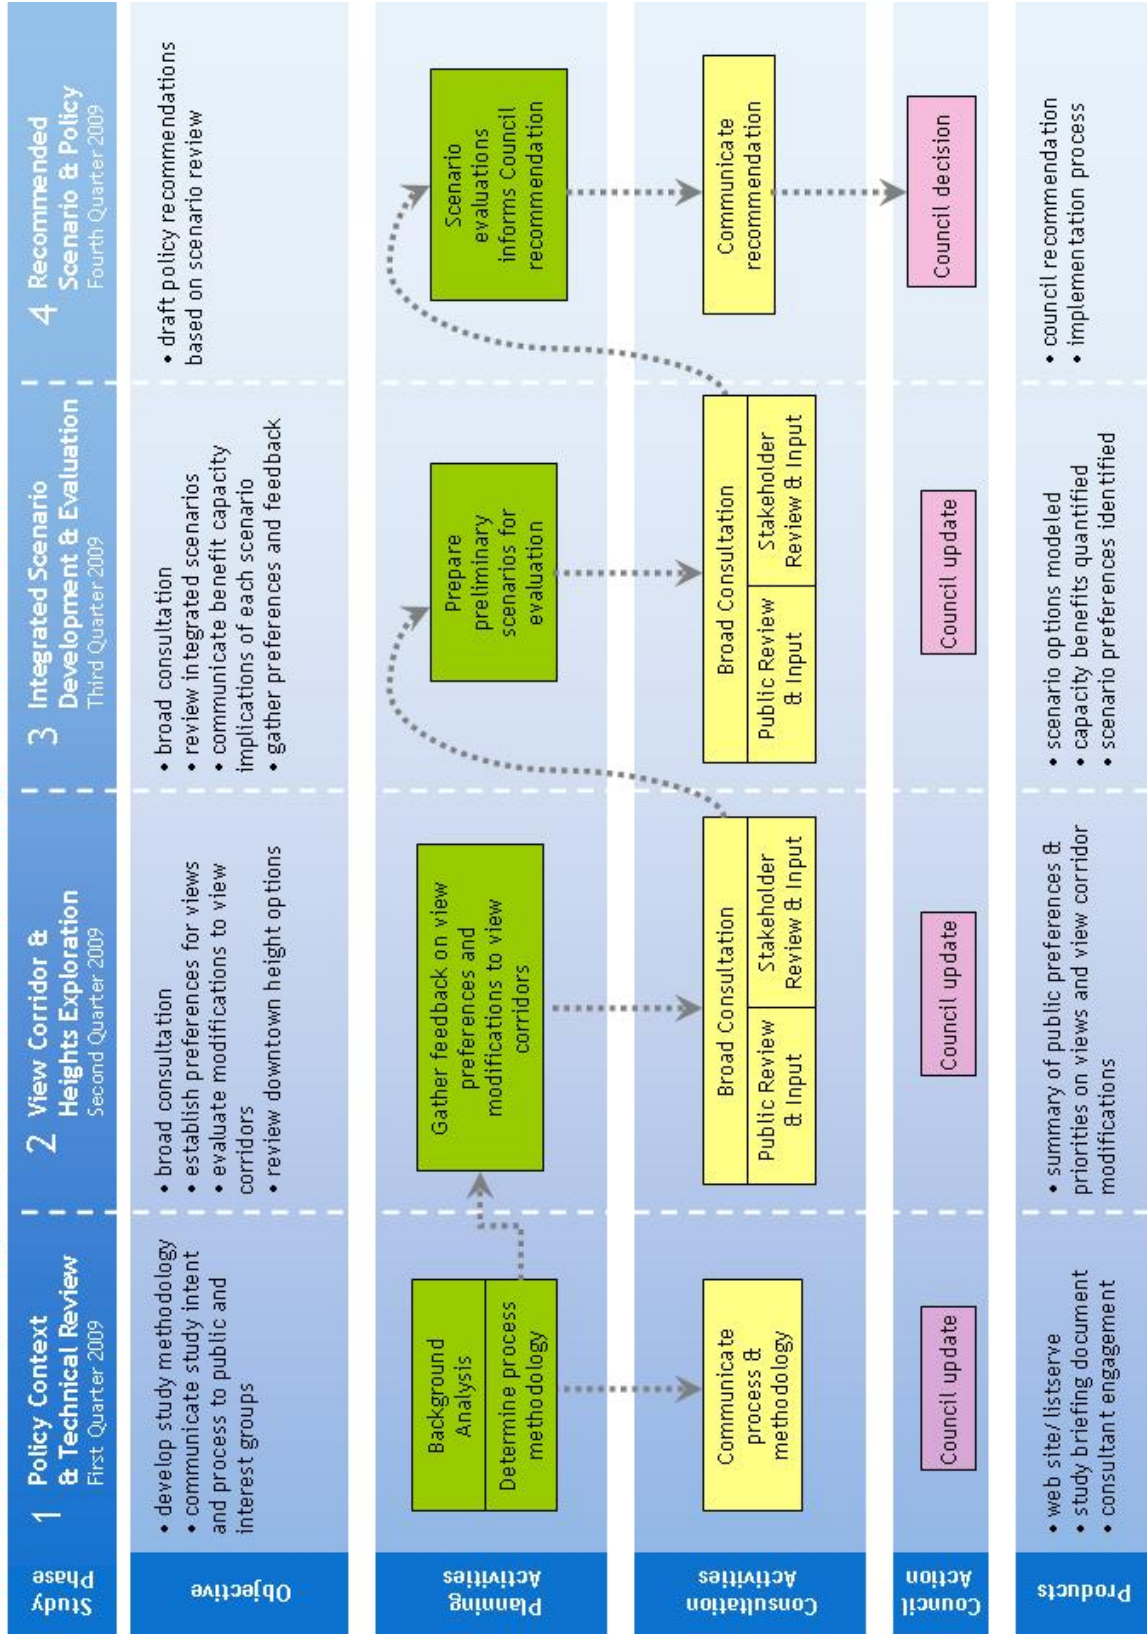 Study
Phase
1 Policy Context
& Technical Review
First Quarter 2009
2 View Corridor &
Heights Exploration
Second Quarter 2009
3 Integrated Scenario
Development & Evaluation
Third Quarter 2009
4 Recommended
Scenario & Policy
Fourth Quarter 2009
Objective
• develop study methodology
• communicate study intent
and process to public and
interest groups
• broad consultation
• establish preferences for views
• evaluate modifications to view
corridors
• review downtown height options
• broad consultation
• review integrated scenarios
• communicate benefit capacity
implications of each scenario
• gather preferences and feedback
• draft policy recommendations
based on scenario review
Planning
Activities
Background
Analysis
Determine process
methodology
Gather feedback on view
preferences and
modifications to view
corridors
Prepare
preliminary
scenarios for
evaluation
Scenario
evaluations
informs Council
recommendation
Consultation
Activities
Communicate
process &
methodology
Broad Consultation
Public Review
& Input
Stakeholder
Review & Input
Broad Consultation
Public Review
& Input
Stakeholder
Review & Input
Communicate
recommendation
Council
Action
Council update
Council update
Council update
Council decision
Products
• web site/listserve
• study briefing document
• consultant engagement
• summary of public preferences &
priorities on views and view corridor
modifications
• scenario options modeled
• capacity benefits quantified
• scenario preferences identified
• council recommendation
• implementation process